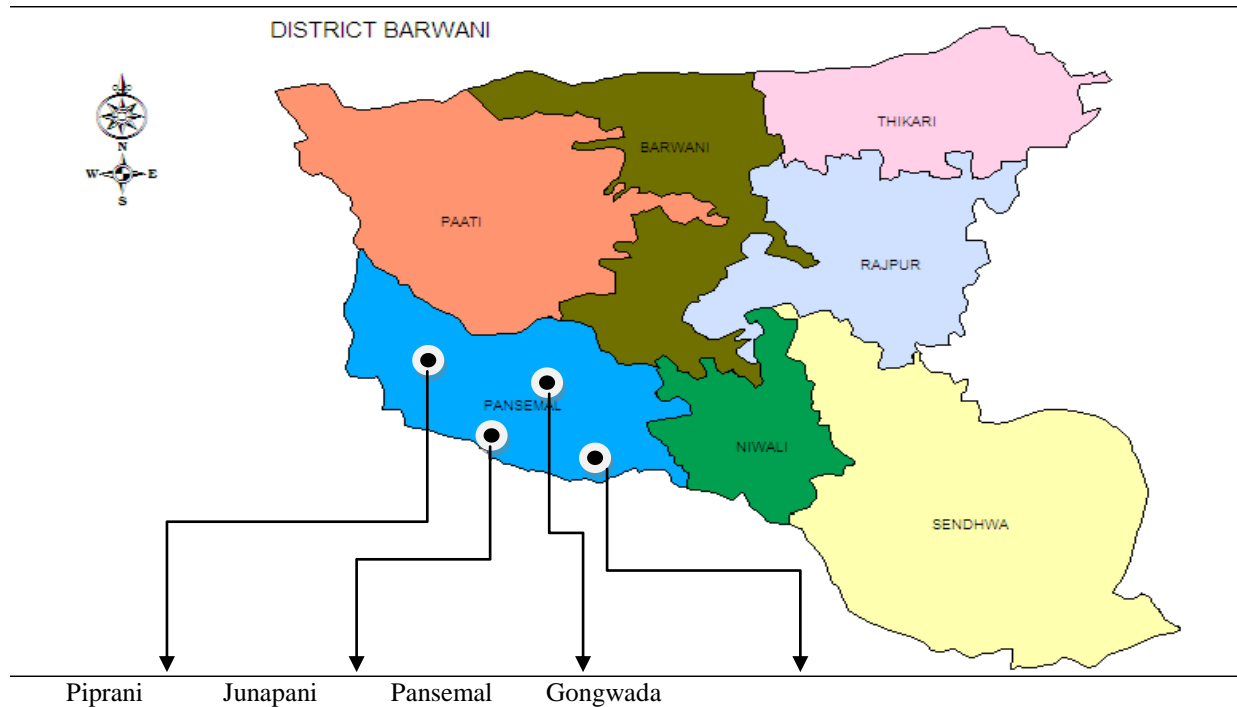 DISTRICT BARWANI
THIKARI
BARWANI
N
W E
S
PAATI
RAJPUR
PANSEMAL
NIWALI
SENDHWA
Piprani Junapani Pansemal Gongwada